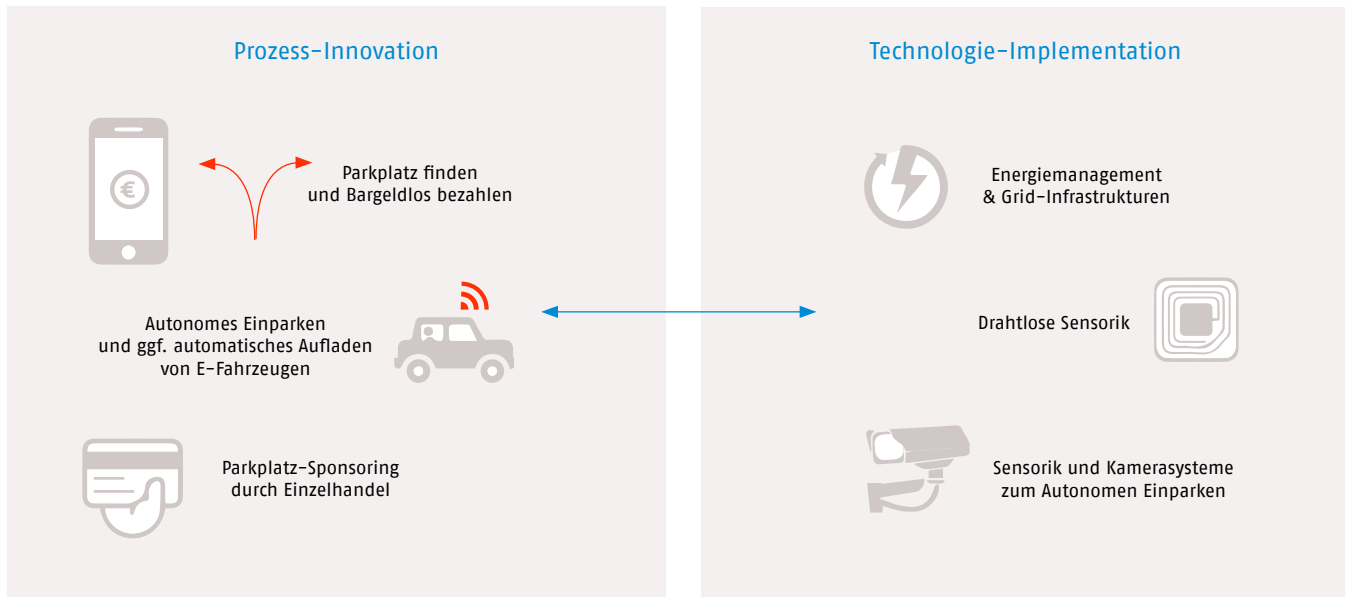 Prozess-Innovation
€
Parkplatz finden
und Bargeldlos bezahlen
Autonomes Einparken
und ggf. automatisches Aufladen
von E-Fahrzeugen
Parkplatz-Sponsoring
durch Einzelhandel
Technologie-Implementation
Energiemanagement
& Grid-Infrastrukturen
Drahtlose Sensorik
Sensorik und Kamerasysteme
zum Autonomen Einparken